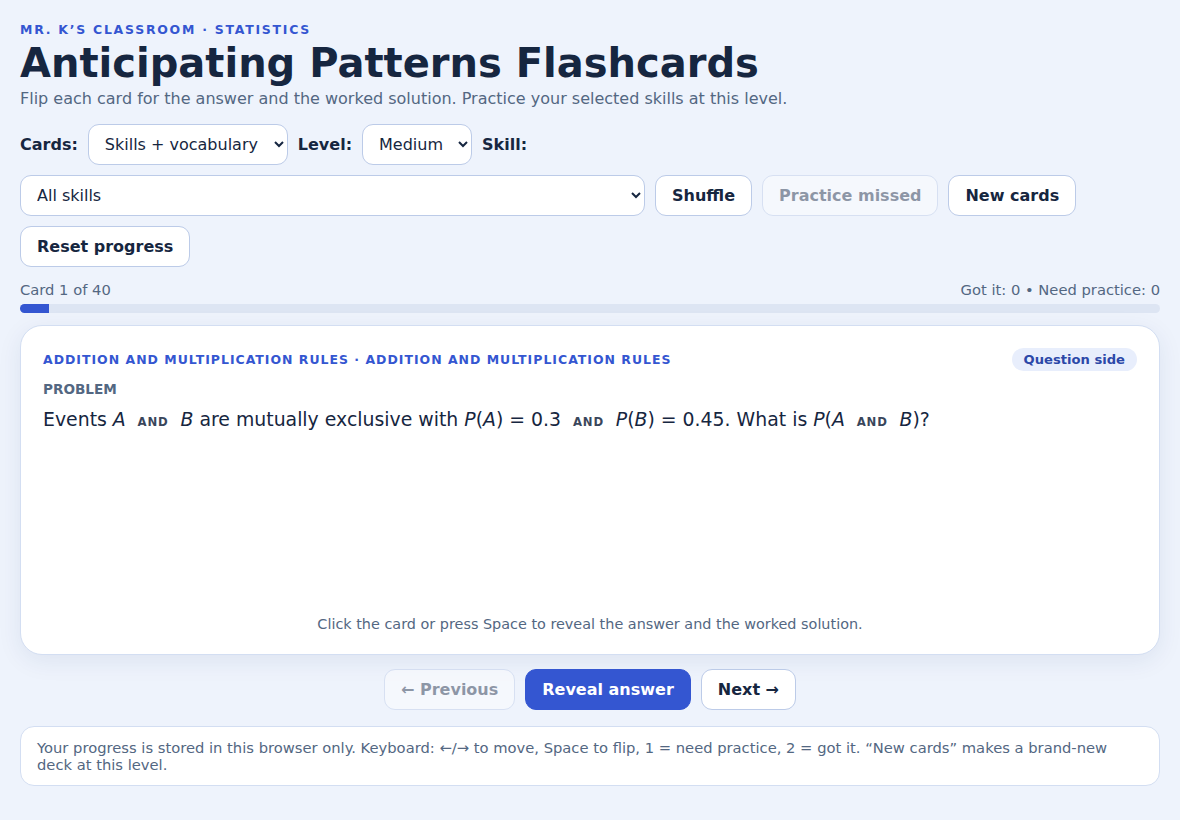 MR. K’S CLASSROOM · STATISTICS
Anticipating Patterns Flashcards
Flip each card for the answer and the worked solution. Practice your selected skills at this level.
Cards: Skills + vocabulary Level: Medium Skill:
All skills Shuffle Practice missed New cards
Reset progress
Card 1 of 40 Got it: 0 • Need practice: 0
ADDITION AND MULTIPLICATION RULES · ADDITION AND MULTIPLICATION RULES Question side
PROBLEM
Events A AND B are mutually exclusive with P(A) = 0.3 AND P(B) = 0.45. What is P(A AND B)?
Click the card or press Space to reveal the answer and the worked solution.
← Previous Reveal answer Next →
Your progress is stored in this browser only. Keyboard: ←/→ to move, Space to flip, 1 = need practice, 2 = got it. “New cards” makes a brand-new
deck at this level.